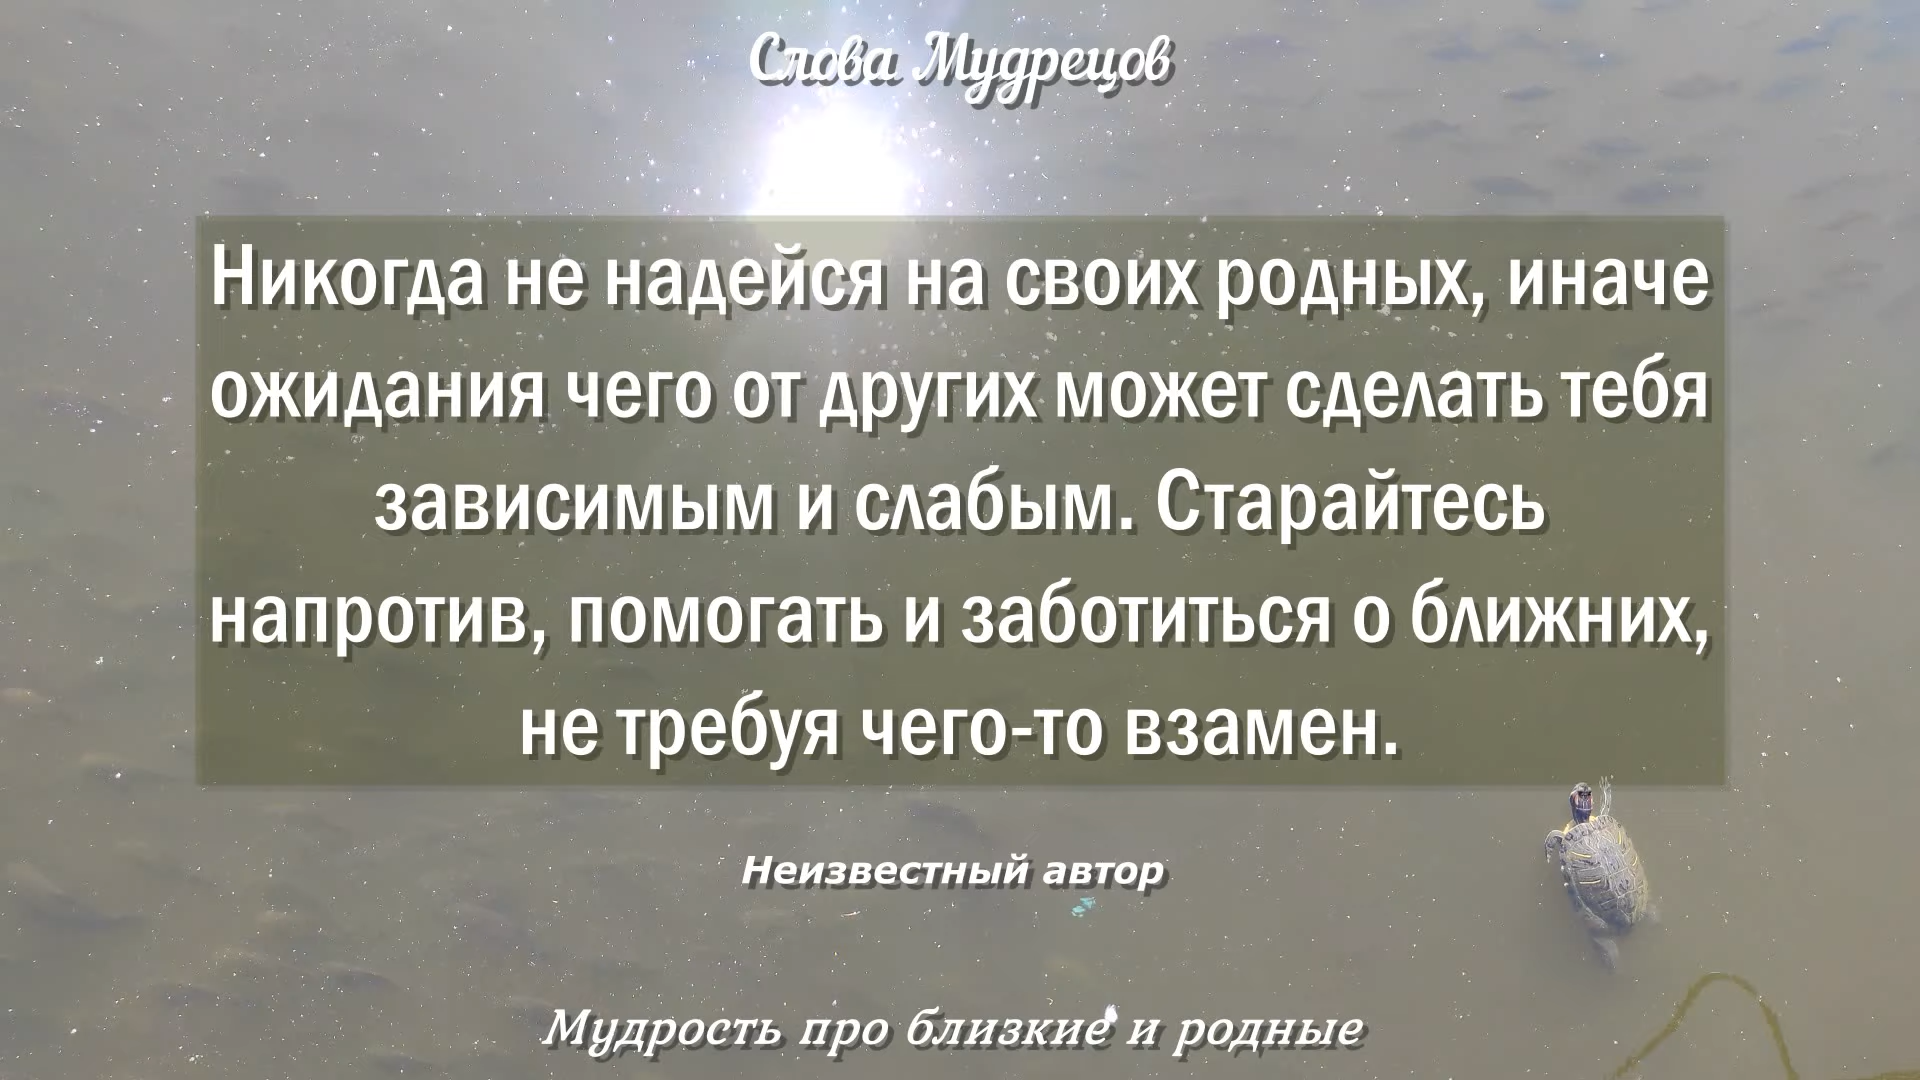 Слова Мудрецов
Никогда не надейся на своих родных, иначе
ожидания чего от других может сделать тебя
зависимым и слабым. Старайтесь
напротив, помогать и заботиться о ближних,
не требуя чего-то взамен.
Неизвестный автор
Мудрость про близкие и родные